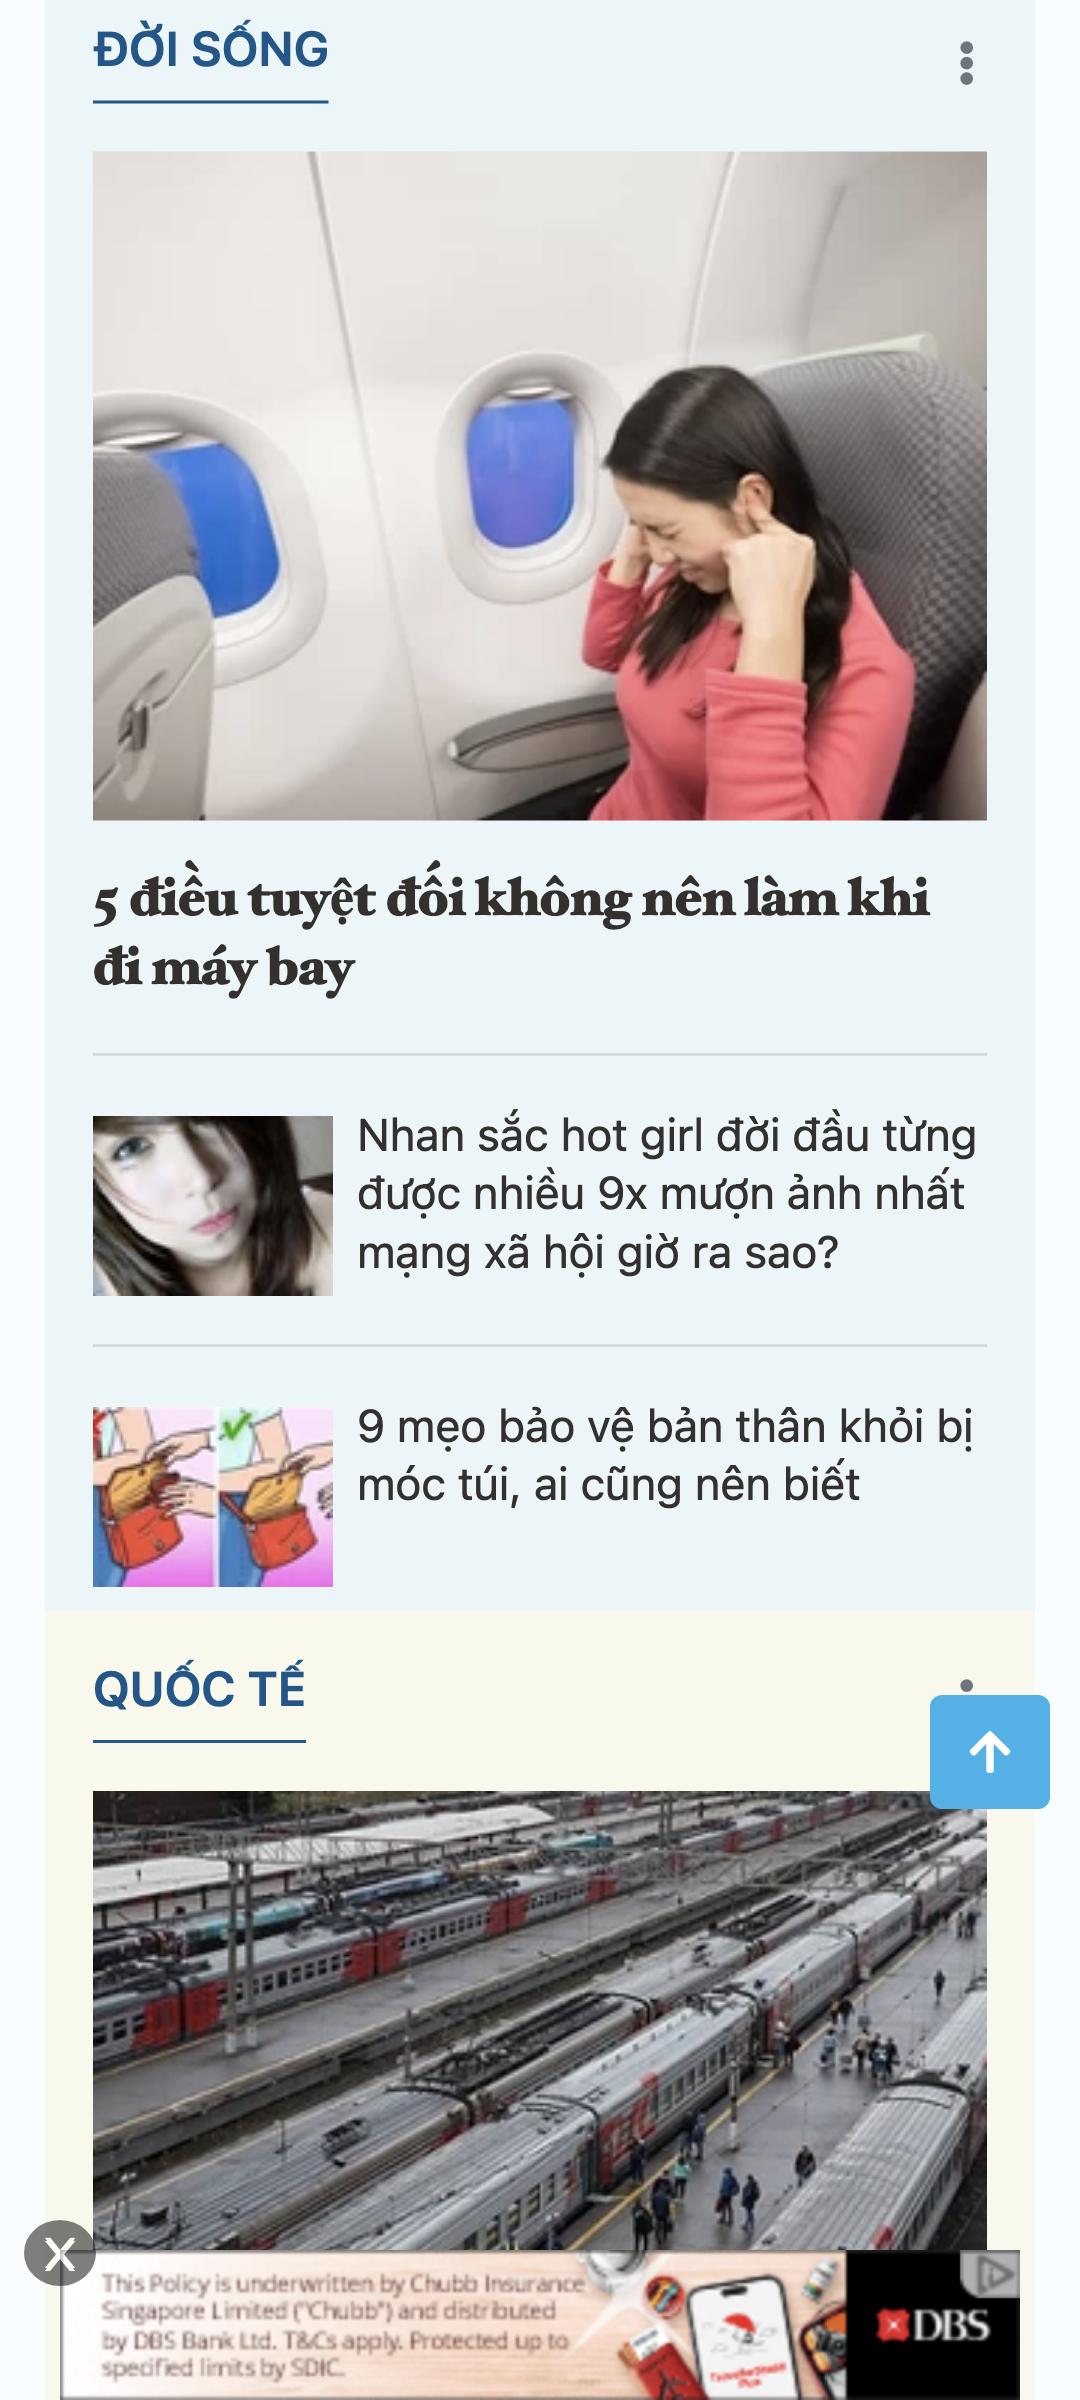 ĐỜI SỐNG
5 điều tuyệt đối không nên làm khi
đi máy bay
Nhan sắc hot girl đời đầu từng
được nhiều 9x mượn ảnh nhất
mạng xã hội giờ ra sao?
9 mẹo bảo vệ bản thân khỏi bị
móc túi, ai cũng nên biết
QUỐC TẾ
X
This Policy is underwritten by Chubb Insurance
Singapore Limited ("Chubb") and distributed
by DBS Bank Ltd. T&Cs apply. Protected up to
specified limits by SDIC.
DBS